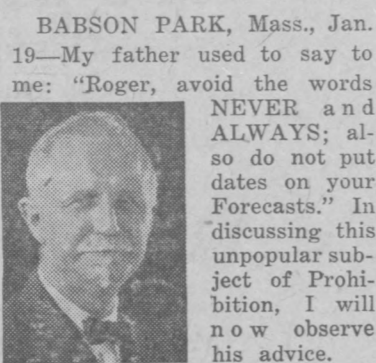 BABSON PARK, Mass., Jan.
19—My father used to say to
me: "Roger, avoid the words
NEVER and
ALWAYS; al-
so do not put
dates on your
Forecasts." In
discussing this
unpopular sub-
ject of Prohi-
bition, I will
now observe
his advice.